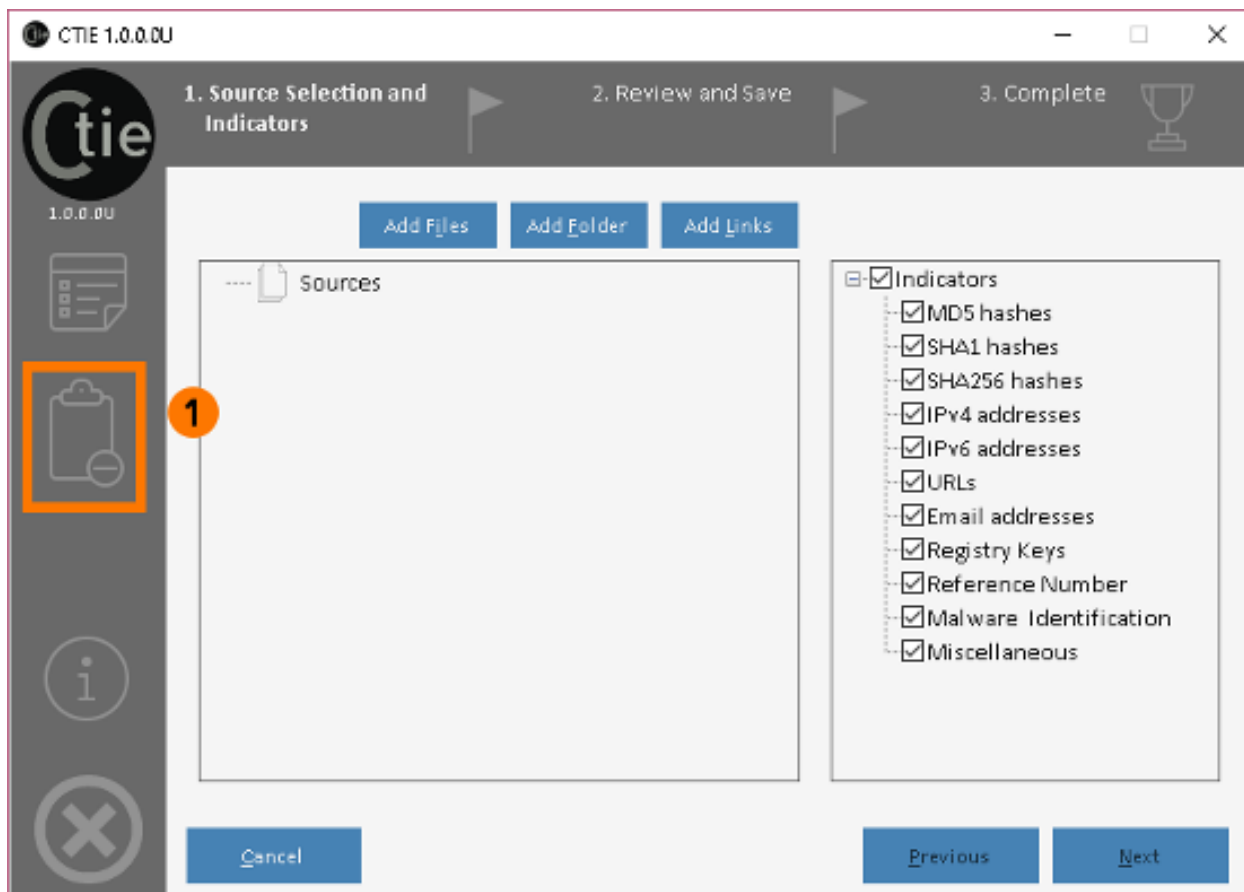 CTIE 1.0.0.0U
Ctie
1.0.0.0U
1. Source Selection and
Indicators
2. Review and Save
3. Complete
Add Files
Add Folder
Add Links
Sources
1
Indicators
MD5 hashes
SHA1 hashes
SHA256 hashes
IPv4 addresses
IPv6 addresses
URLs
Email addresses
Registry Keys
Reference Number
Malware Identification
Miscellaneous
Cancel
Previous
Next